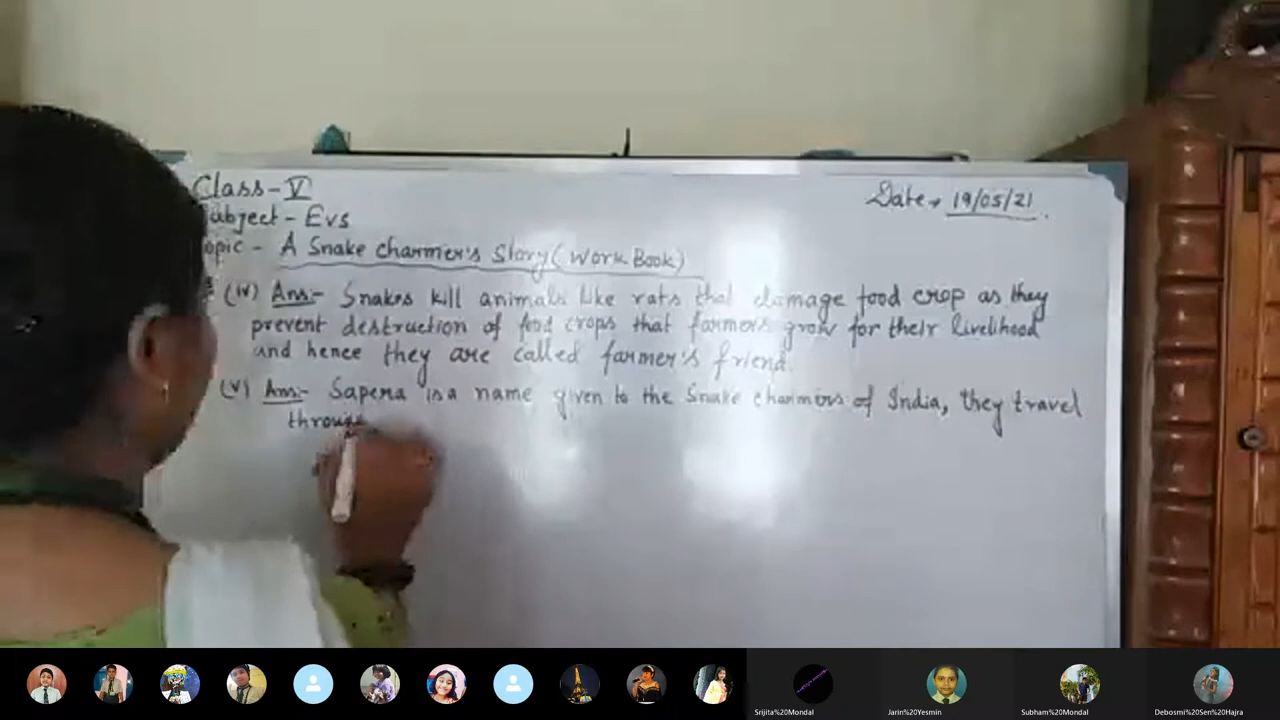 Class - V
Subject - Evs
Date → 19/05/21.
opic - A Snake charmer's Story (Work Book)
(iv) Ans:- Snakes kill animals like rats that damage food crop as they
prevent destruction of food crops that farmers grow for their livelihood
and hence they are called farmer's friend.
(v) Ans:- Sapera is a name given to the Snake charmers of India, they travel
throug
Srijita%20Mondal
Jarin%20Yesmin
Subham%20Mondal
Debosmi%20Sen%20Hajra